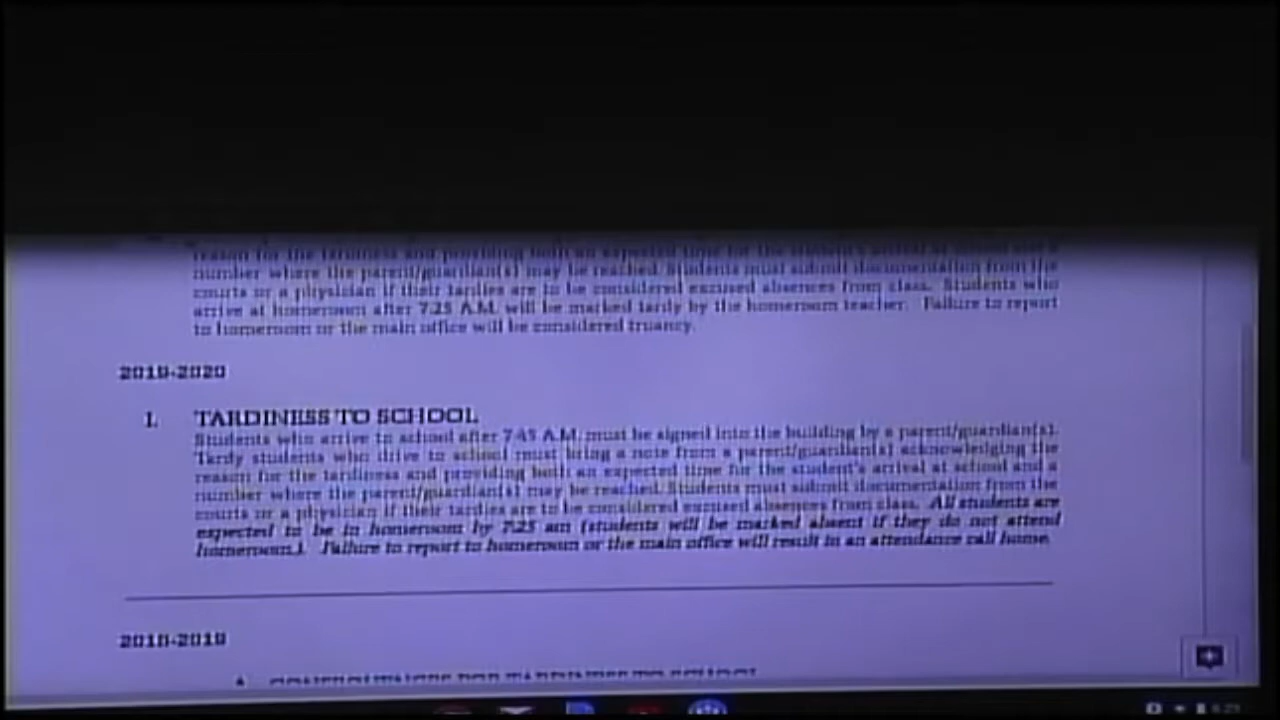 reason for the tardiness and providing both an expected time for the student's arrival at school and a
number where the parent/guardian(s) may be reached. Students must submit documentation from the
courts or a physician if their tardies are to be considered excused absences from class. Students who
arrive at homeroom after 7:25 A.M. will be marked tardy by the homeroom teacher. Failure to report
to homeroom or the main office will be considered truancy.
2019-2020
I. TARDINESS TO SCHOOL
Students who arrive to school after 7:45 A.M. must be signed into the building by a parent/guardian(s).
Tardy students who drive to school must bring a note from a parent/guardian(s) acknowledging the
reason for the tardiness and providing both an expected time for the student's arrival at school and a
number where the parent/guardian(s) may be reached. Students must submit documentation from the
courts or a physician if their tardies are to be considered excused absences from class. All students are
expected to be in homeroom by 7:25 am (students will be marked absent if they do not attend
homeroom.). Failure to report to homeroom or the main office will result in an attendance call home.
2018-2019